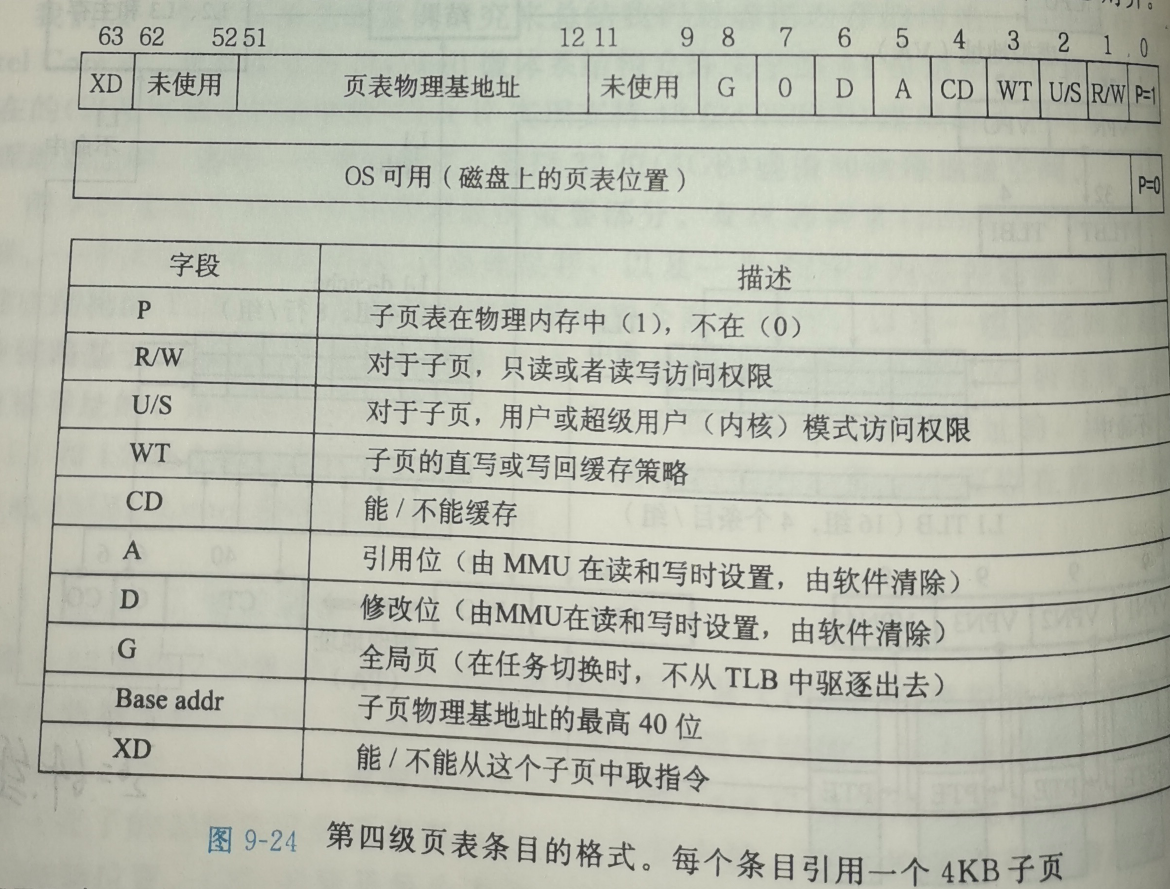 63 62 52 51 12 11 9 8 7 6 5 4 3 2 1 0
XD 未使用 页表物理基地址 未使用 G 0 D A CD WT U/S R/W P=1
OS 可用（磁盘上的页表位置） P=0
字段 描述
P 子页表在物理内存中（1），不在（0）
R/W 对于子页，只读或者读写访问权限
U/S 对于子页，用户或超级用户（内核）模式访问权限
WT 子页的直写或写回缓存策略
CD 能 / 不能缓存
A 引用位（由 MMU 在读和写时设置，由软件清除）
D 修改位（由MMU在读和写时设置，由软件清除）
G 全局页（在任务切换时，不从 TLB 中驱逐出去）
Base addr 子页物理基地址的最高 40 位
XD 能 / 不能从这个子页中取指令
图 9-24 第四级页表条目的格式。每个条目引用一个 4KB 子页